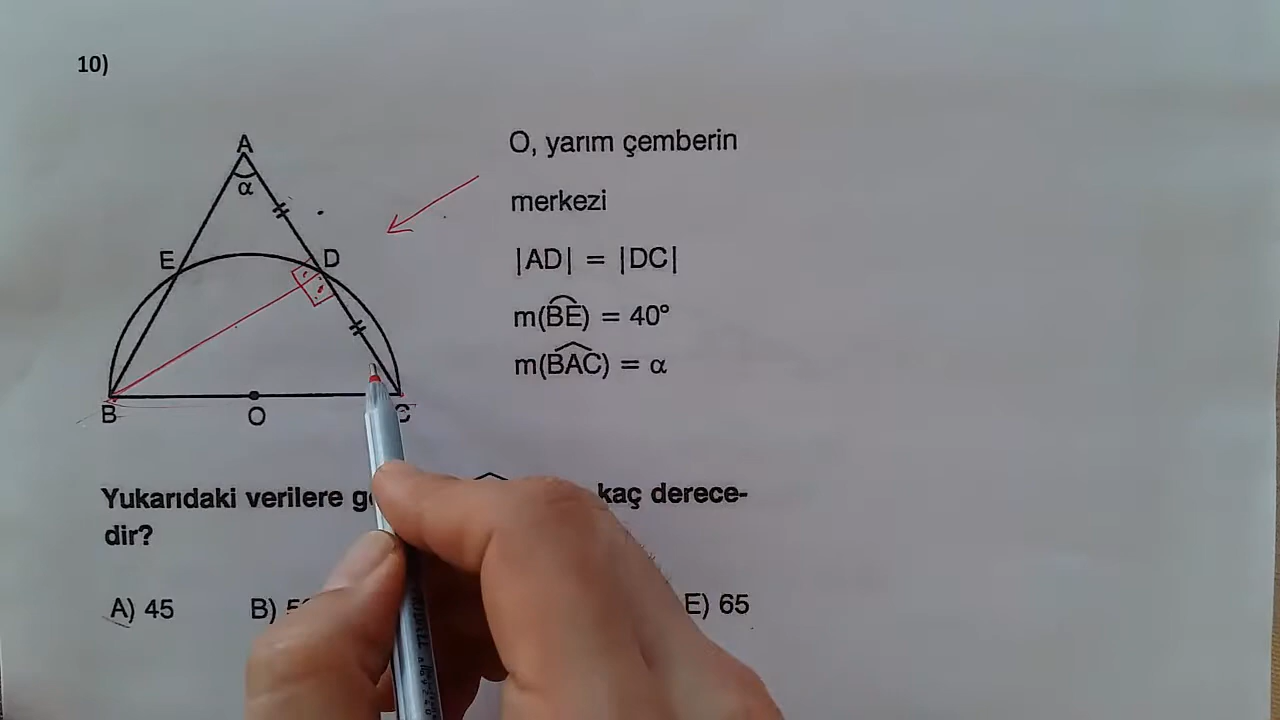 10)
A
α
E
D
B
O
C
O, yarım çemberin
merkezi
|AD| = |DC|
m(BE) = 40°
m(BAC) = α
Yukarıdaki verilere kaç derece-
dir?
A) 45
B)
E) 65